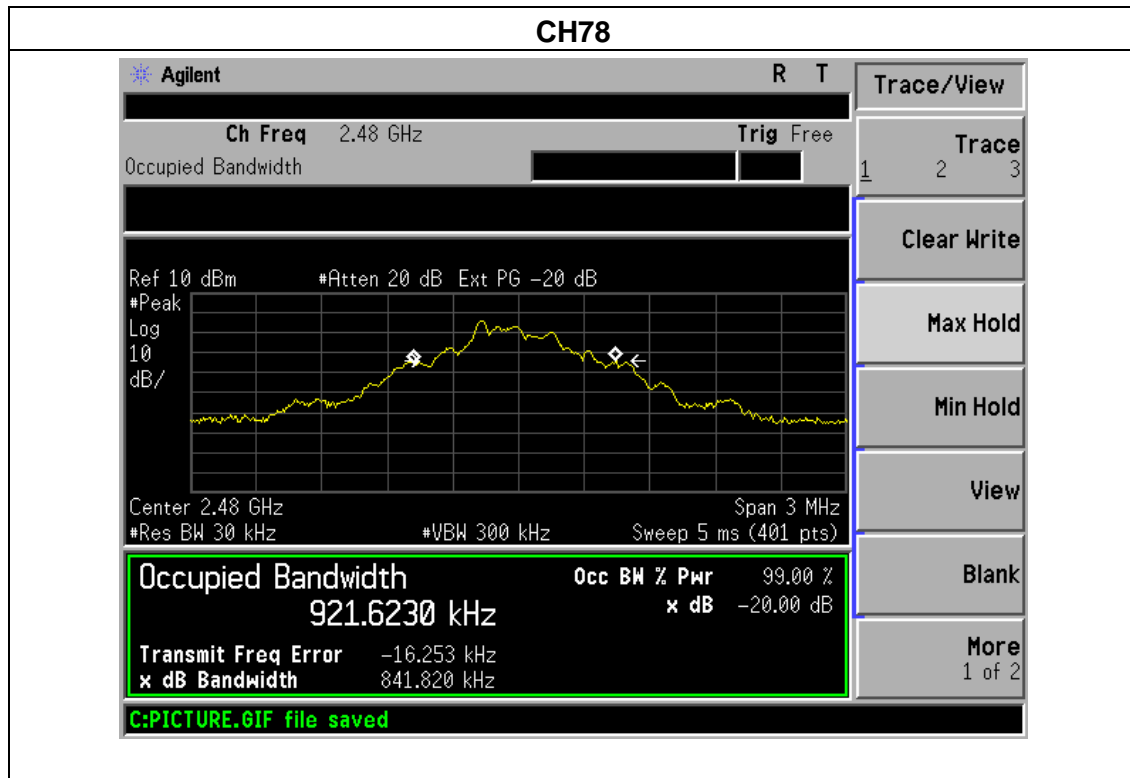 CH78
Agilent R T
Trace/View
Ch Freq 2.48 GHz Trig Free
Occupied Bandwidth
Trace
1 2 3
Clear Write
Ref 10 dBm #Atten 20 dB Ext PG -20 dB
#Peak
Log
10
dB/
Max Hold
Min Hold
View
Center 2.48 GHz Span 3 MHz
#Res BW 30 kHz #VBW 300 kHz Sweep 5 ms (401 pts)
Occupied Bandwidth Occ BW % Pwr 99.00 %
921.6230 kHz x dB -20.00 dB
Blank
Transmit Freq Error -16.253 kHz
x dB Bandwidth 841.820 kHz
More
1 of 2
C:PICTURE.GIF file saved